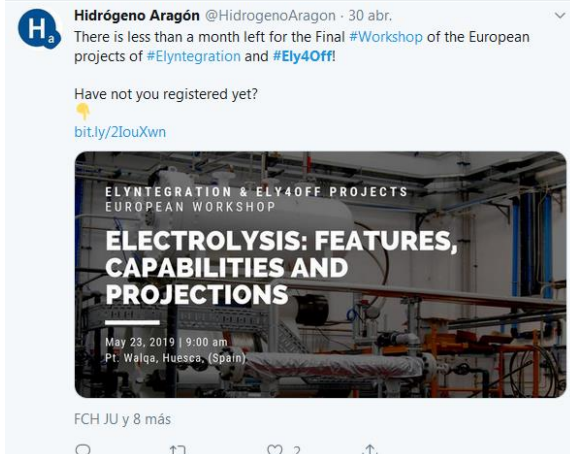 Hidrógeno Aragón @HidrogenoAragon · 30 abr.
There is less than a month left for the Final #Workshop of the European
projects of #Elyntegration and #Ely4Off!
Have not you registered yet?
bit.ly/2IouXwn
ELYNTEGRATION & ELY4OFF PROJECTS
EUROPEAN WORKSHOP
ELECTROLYSIS: FEATURES,
CAPABILITIES AND
PROJECTIONS
May 23, 2019 | 9:00 am
Pt. Walqa, Huesca, (Spain)
FCH JU y 8 más
2